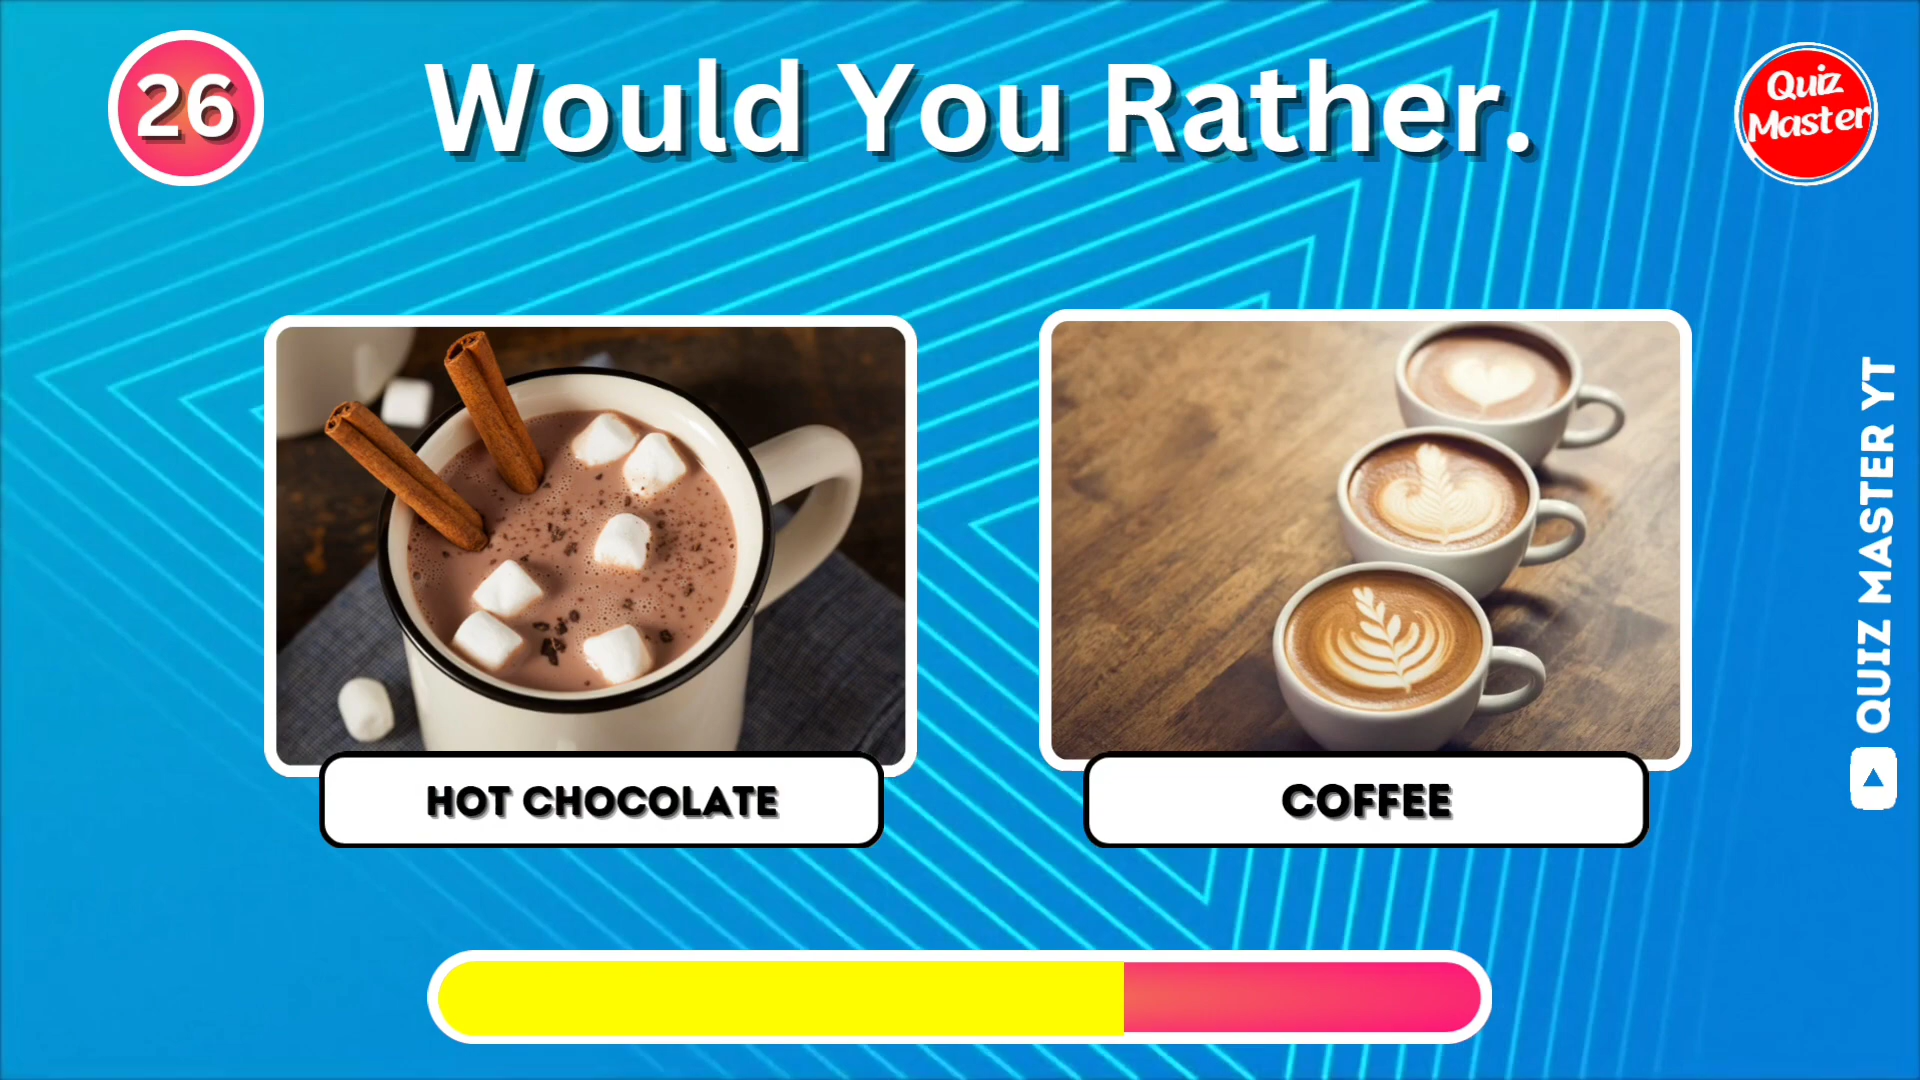 26
Would You Rather.
Quiz
Master
HOT CHOCOLATE
COFFEE
QUIZ MASTER YT